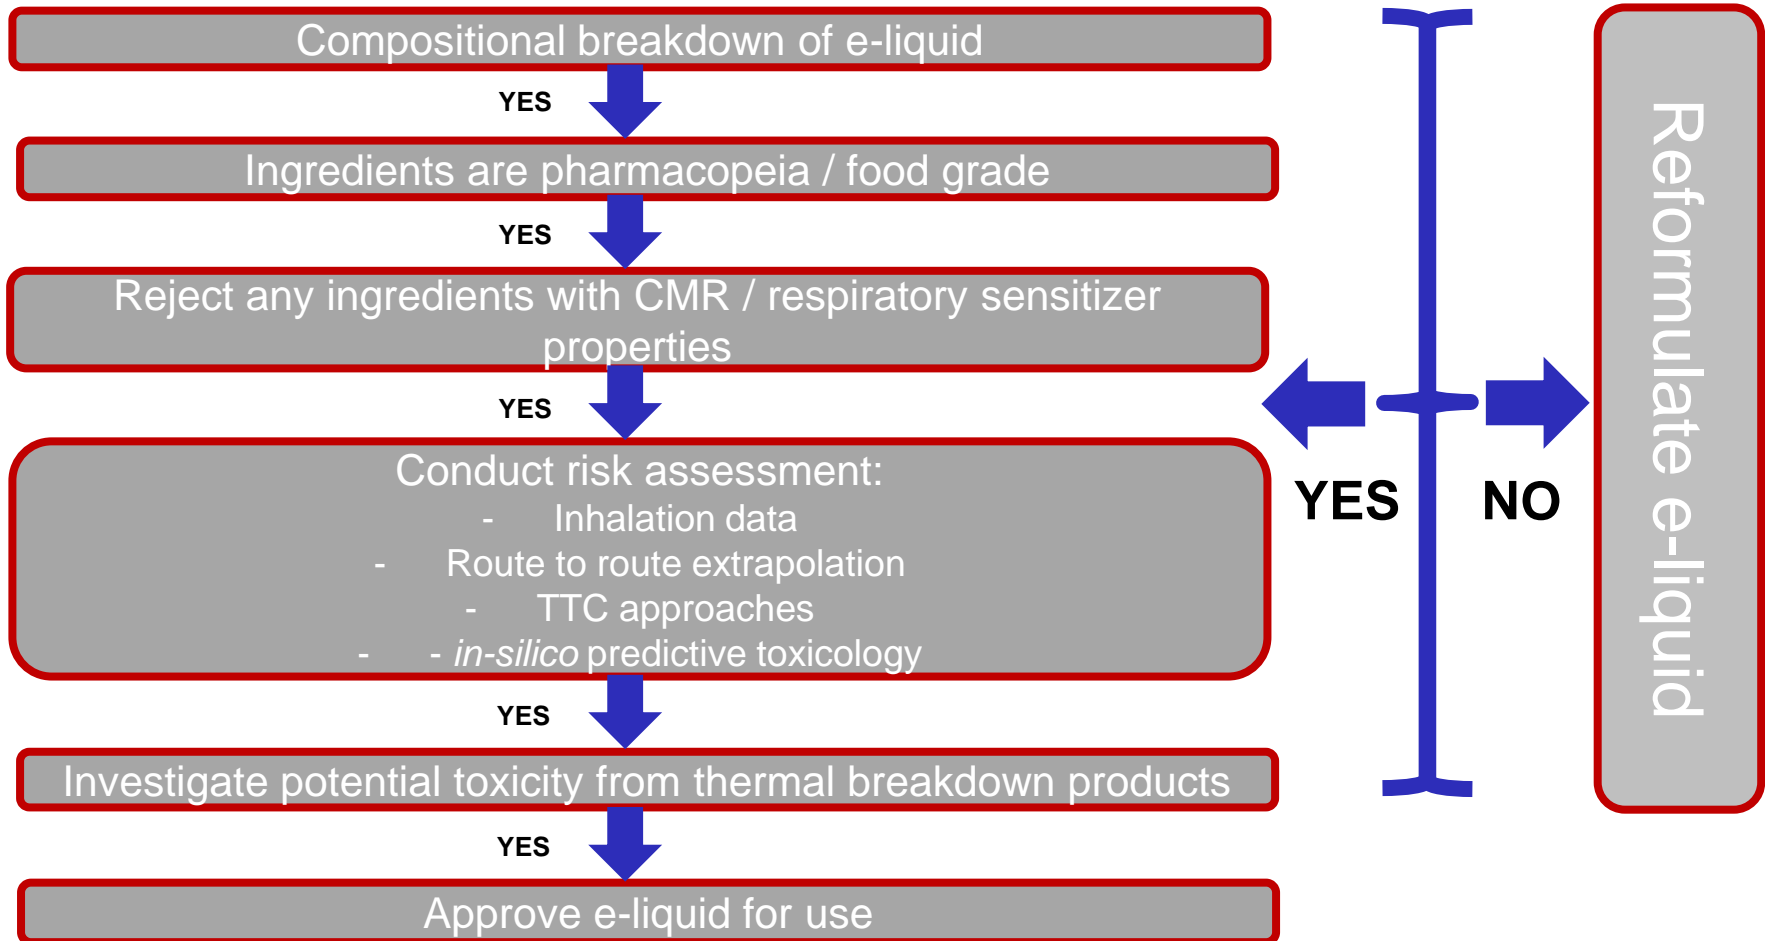 Compositional breakdown of e-liquid
YES
Ingredients are pharmacopeia / food grade
YES
Reject any ingredients with CMR / respiratory sensitizer
properties
YES
Conduct risk assessment:
- Inhalation data
- Route to route extrapolation
- TTC approaches
- - in-silico predictive toxicology
YES
Investigate potential toxicity from thermal breakdown products
YES
Approve e-liquid for use
YES
NO
Reformulate e-liquid